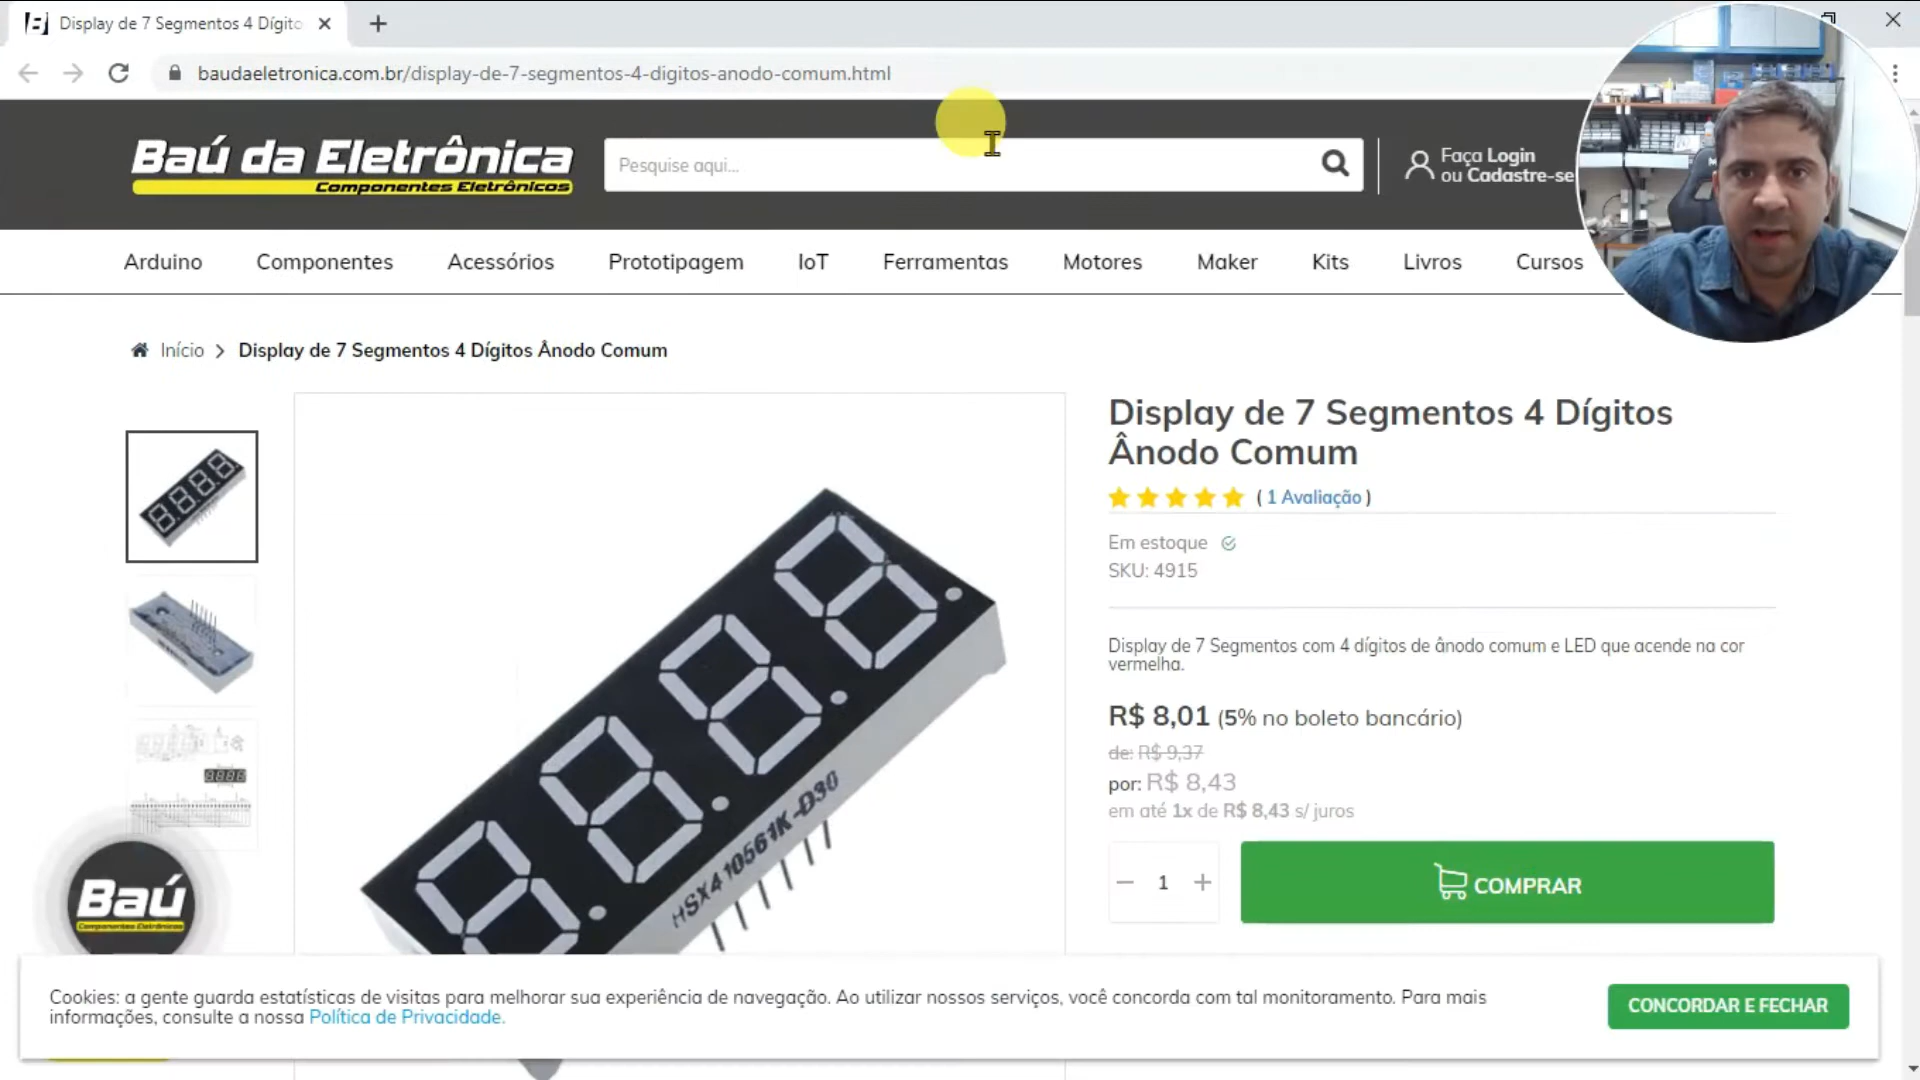 Display de 7 Segmentos 4 Dígito
baudaeletronica.com.br/display-de-7-segmentos-4-digitos-anodo-comum.html
Baú da Eletrônica
Componentes Eletrônicos
Pesquise aqui...
Faça Login
ou Cadastre-se
Arduino Componentes Acessórios Prototipagem IoT Ferramentas Motores Maker Kits Livros Cursos
Início > Display de 7 Segmentos 4 Dígitos Ânodo Comum
Display de 7 Segmentos 4 Dígitos
Ânodo Comum
( 1 Avaliação )
Em estoque
SKU: 4915
Display de 7 Segmentos com 4 dígitos de ânodo comum e LED que acende na cor
vermelha.
R$ 8,01 (5% no boleto bancário)
de: R$ 9,37
por: R$ 8,43
em até 1x de R$ 8,43 s/ juros
1
COMPRAR
HSX410561K-D30
Baú
Componentes Eletrônicos
Cookies: a gente guarda estatísticas de visitas para melhorar sua experiência de navegação. Ao utilizar nossos serviços, você concorda com tal monitoramento. Para mais
informações, consulte a nossa Política de Privacidade.
CONCORDAR E FECHAR